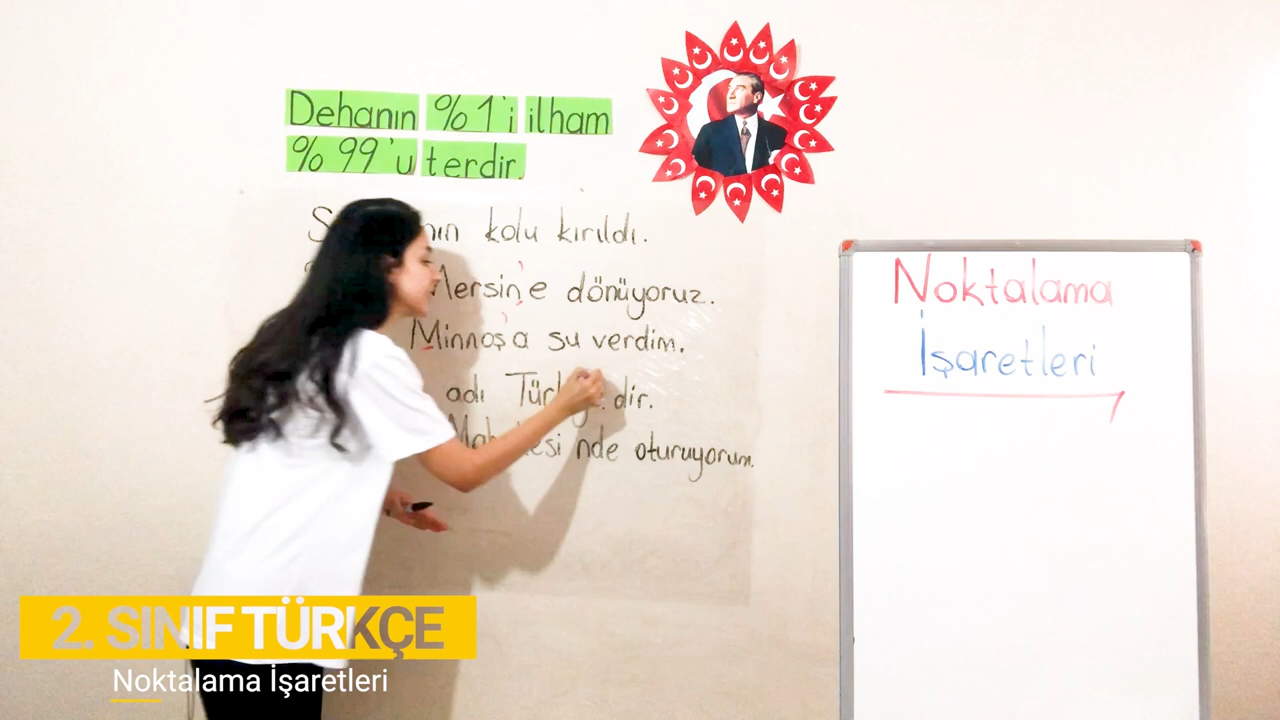 Dehanın %1'i ilham
%99'u terdir.
kolu kırıldı.
Mersin'e dönüyoruz.
Minnoş'a su verdim.
adı dir.
nde oturuyorum.
Noktalama
İşaretleri
2. SINIF TÜRKÇE
Noktalama İşaretleri